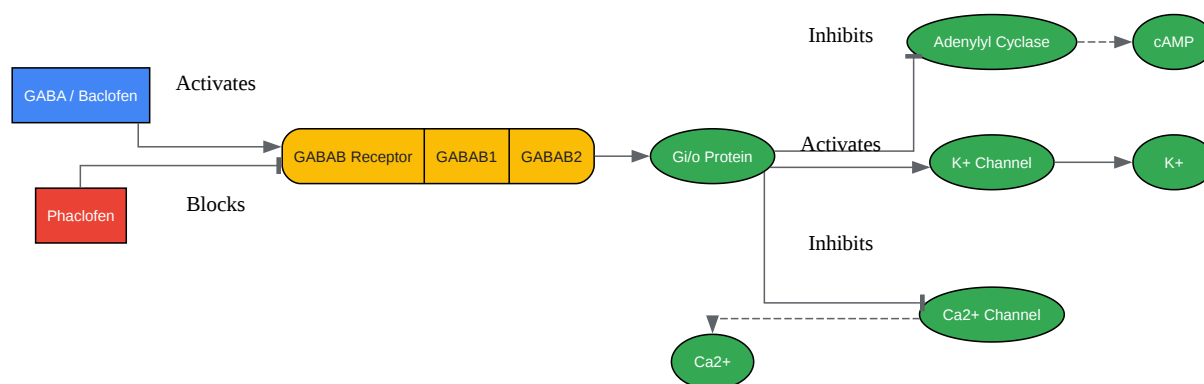 Inhibits
Adenylyl Cyclase
cAMP
Activates
GABA / Baclofen
GABAB Receptor
GABAB1
GABAB2
Gi/o Protein
Activates
K+ Channel
K+
Blocks
Phaclofen
Inhibits
Ca2+ Channel
Ca2+